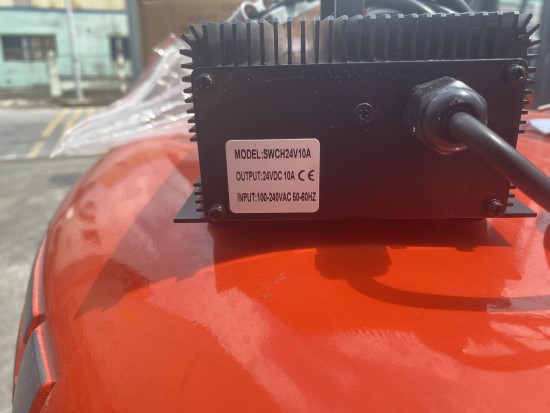 MODEL:SWCH24V10A
OUTPUT:24VDC 10A CE
INPUT:100-240VAC 50-60HZ